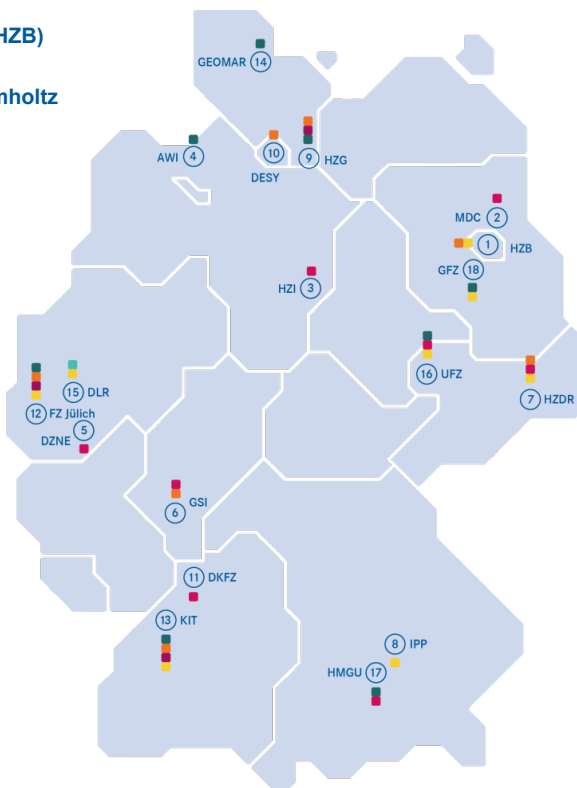 HZB)
mholtz
GEOMAR 14
AWI 4
10
DESY
9 HZG
MDC 2
1 HZB
GFZ 18
HZI 3
16 UFZ
7 HZDR
15 DLR
12 FZ Jülich
5
DZNE
GSI
6
11 DKFZ
13 KIT
8 IPP
HMGU 17